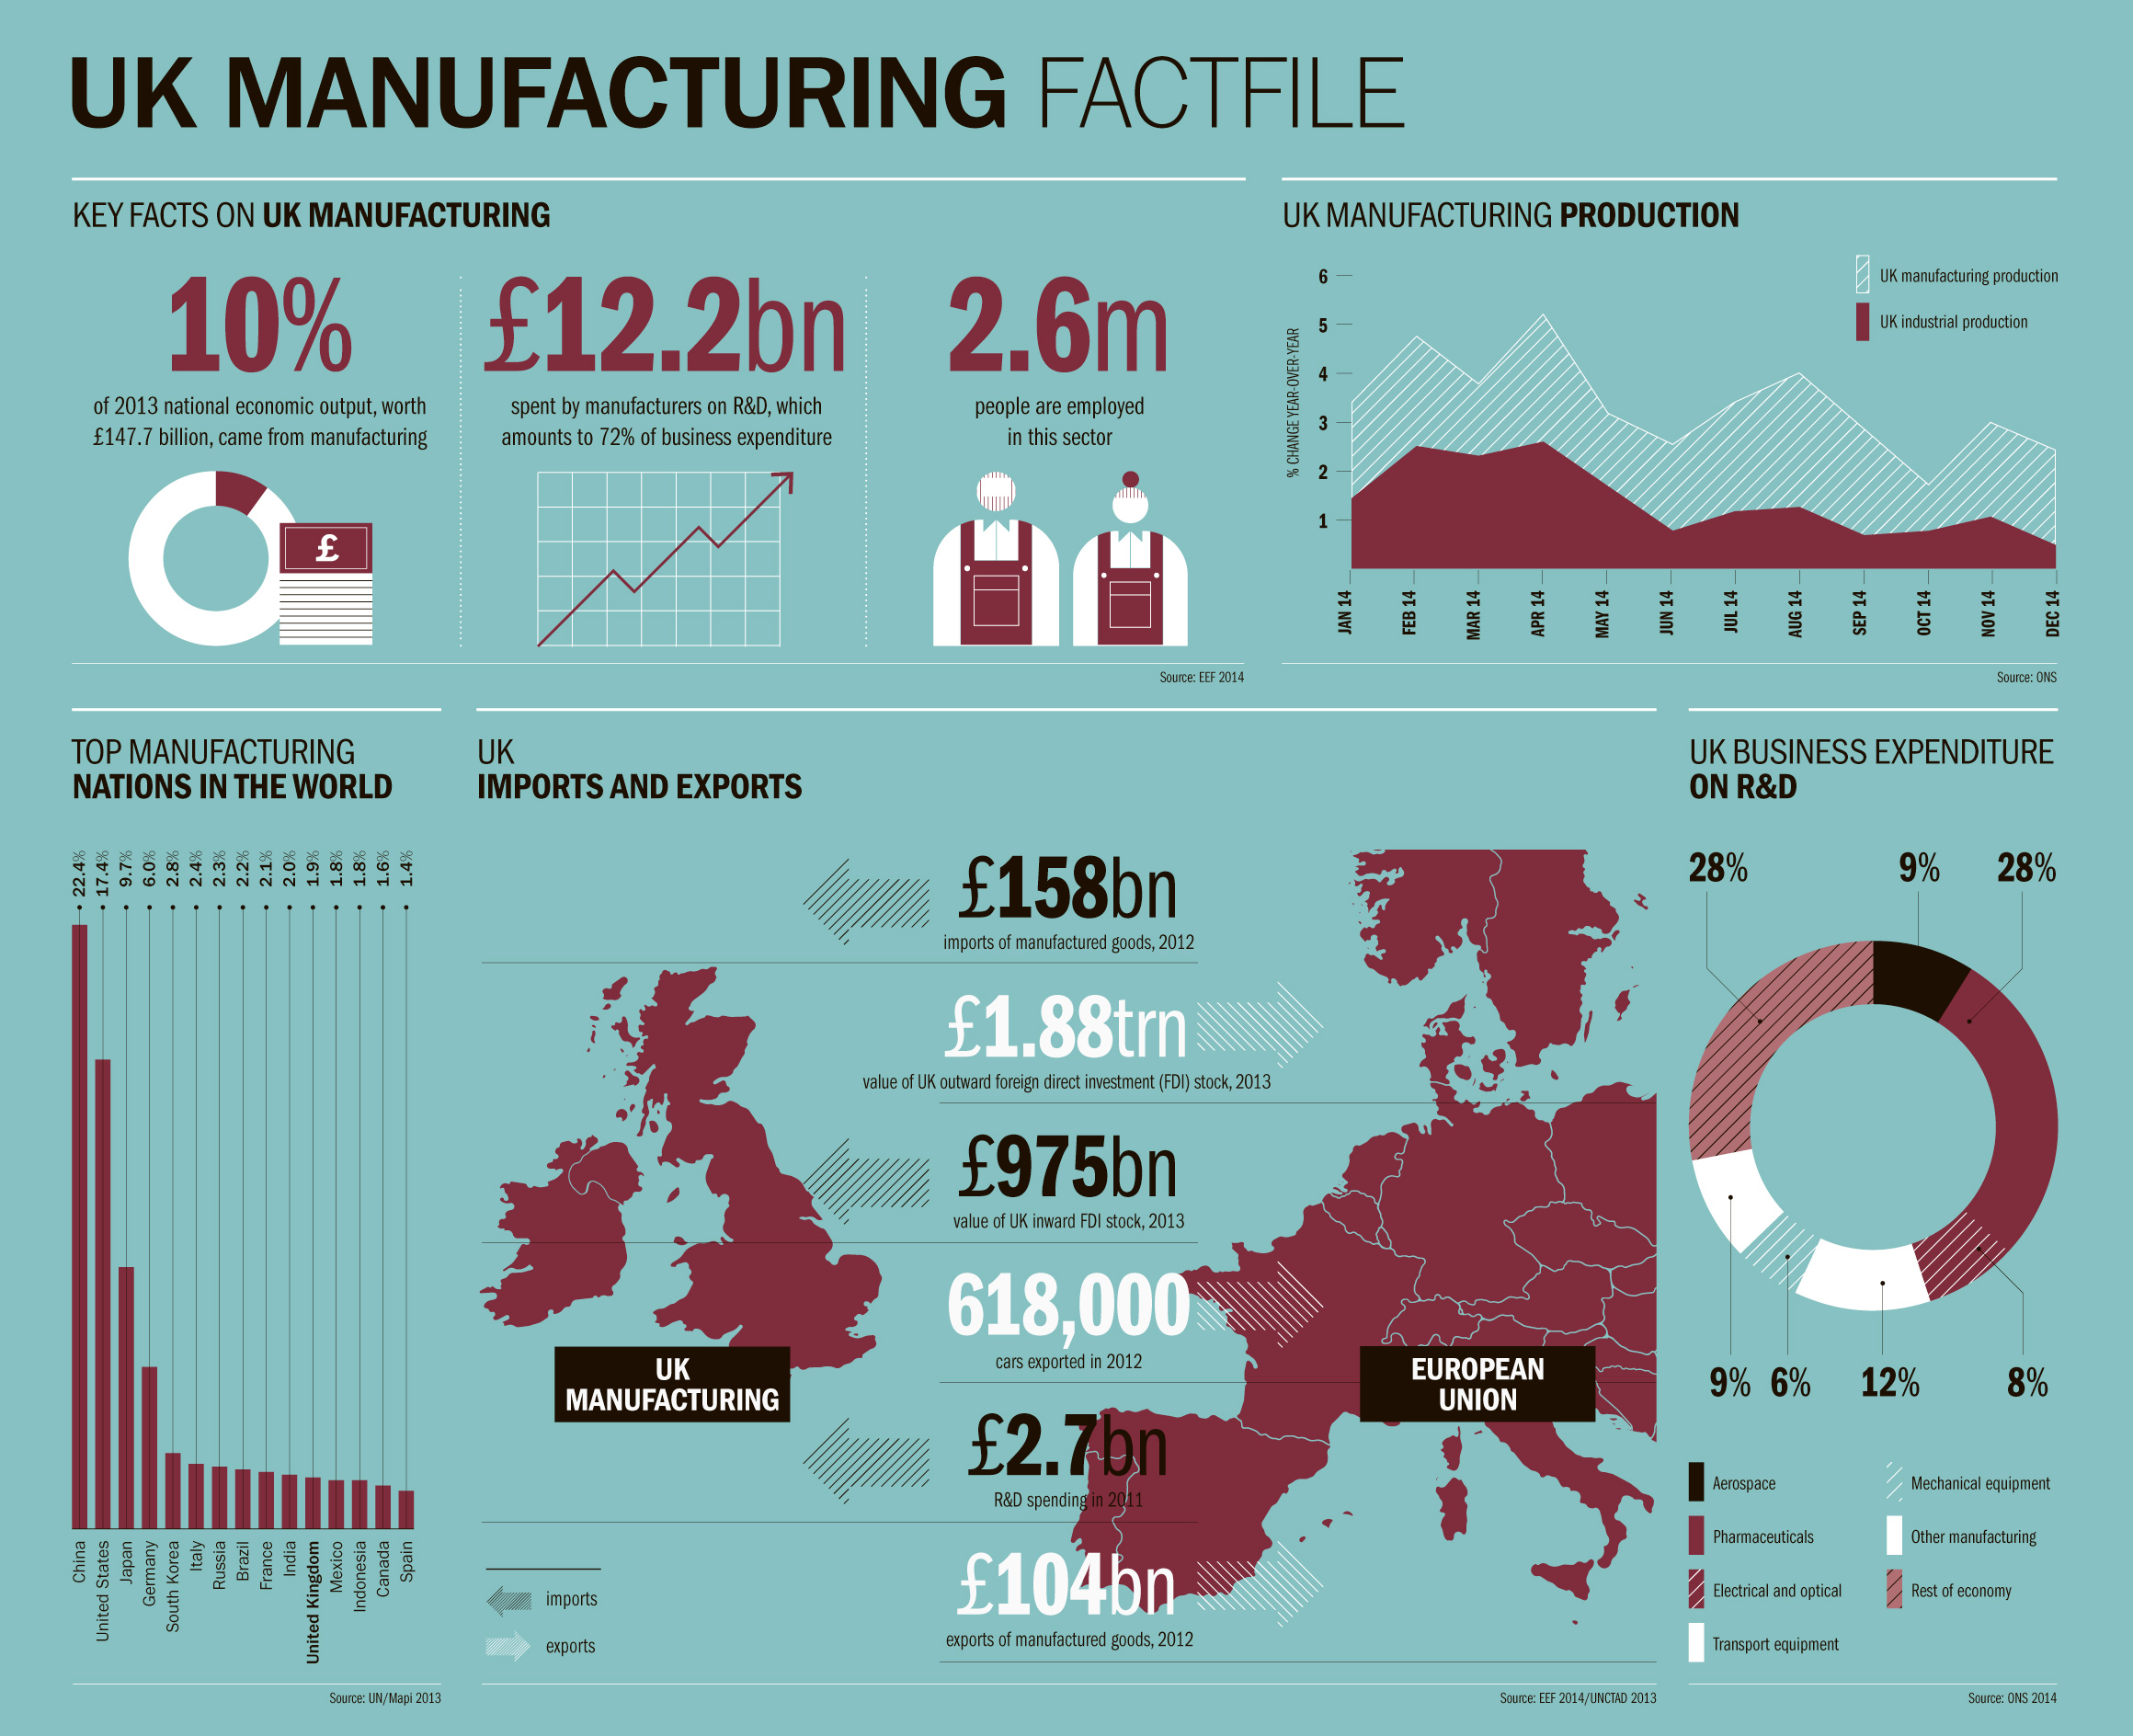 UK MANUFACTURING FACTFILE
KEY FACTS ON UK MANUFACTURING
10%
of 2013 national economic output, worth
£147.7 billion, came from manufacturing
£
£12.2bn
spent by manufacturers on R&D, which
amounts to 72% of business expenditure
2.6m
people are employed
in this sector
Source: EEF 2014
UK MANUFACTURING PRODUCTION
UK manufacturing production
UK industrial production
% CHANGE YEAR-OVER-YEAR
6
5
4
3
2
1
JAN 14
FEB 14
MAR 14
APR 14
MAY 14
JUN 14
JUL 14
AUG 14
SEP 14
OCT 14
NOV 14
DEC 14
Source: ONS
TOP MANUFACTURING
NATIONS IN THE WORLD
22.4%
17.4%
9.7%
6.0%
2.8%
2.4%
2.3%
2.2%
2.1%
2.0%
1.9%
1.8%
1.8%
1.6%
1.4%
China
United States
Japan
Germany
South Korea
Italy
Russia
Brazil
France
India
United Kingdom
Mexico
Indonesia
Canada
Spain
Source: UN/Mapi 2013
UK
IMPORTS AND EXPORTS
£158bn
imports of manufactured goods, 2012
£1.88trn
value of UK outward foreign direct investment (FDI) stock, 2013
£975bn
value of UK inward FDI stock, 2013
618,000
cars exported in 2012
UK
MANUFACTURING
EUROPEAN
UNION
£2.7bn
R&D spending in 2011
£104bn
exports of manufactured goods, 2012
imports
exports
Source: EEF 2014/UNCTAD 2013
UK BUSINESS EXPENDITURE
ON R&D
28%
9%
28%
9%
6%
12%
8%
Aerospace
Pharmaceuticals
Electrical and optical
Transport equipment
Mechanical equipment
Other manufacturing
Rest of economy
Source: ONS 2014